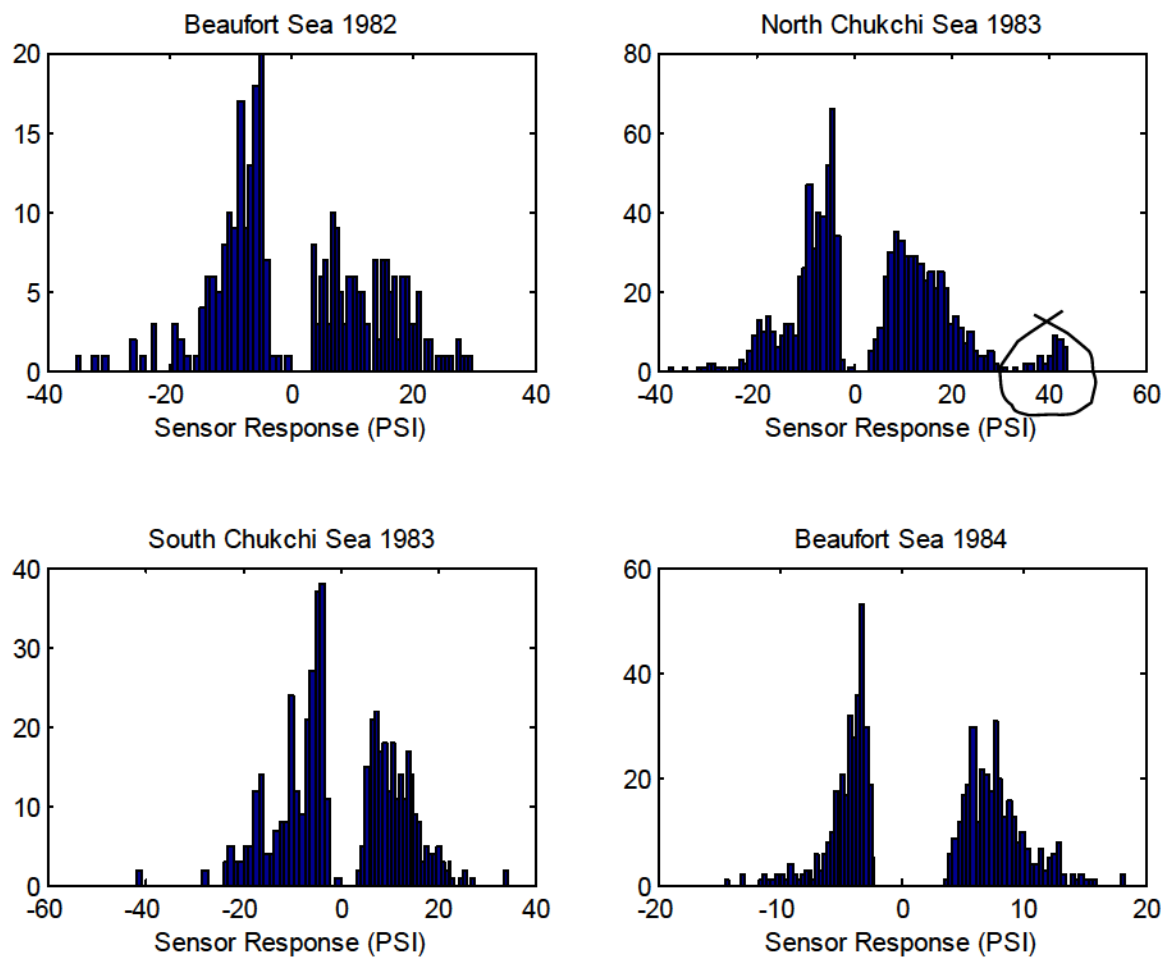 Beaufort Sea 1982
20
15
10
5
0
-40 -20 0 20 40
Sensor Response (PSI)
North Chukchi Sea 1983
80
60
40
20
0
-40 -20 0 20 40 60
Sensor Response (PSI)
South Chukchi Sea 1983
40
30
20
10
0
-60 -40 -20 0 20 40
Sensor Response (PSI)
Beaufort Sea 1984
60
40
20
0
-20 -10 0 10 20
Sensor Response (PSI)